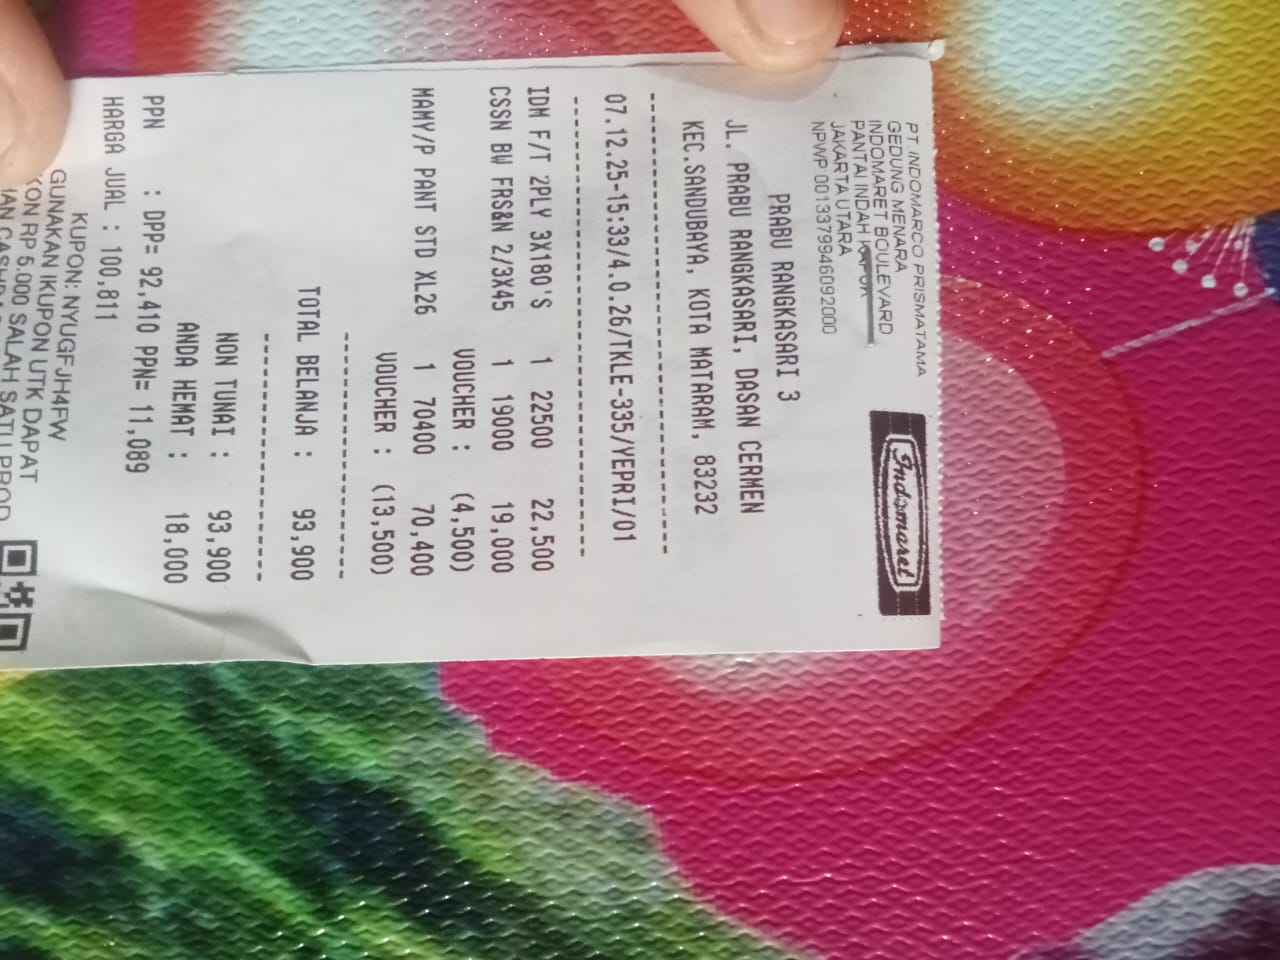 PT. INDOMARCO PRISMATAMA
GEDUNG MENARA
INDOMARET BOULEVARD
PANTAI INDAH KAPUK
JAKARTA UTARA
NPWP 001337994609200
Indomaret
PRABU RANGKASARI 3
JL. PRABU RANGKASARI, DASAN CERMEN
KEC.SANDUBAYA, KOTA MATARAM, 83232
07.12.25-15:33/4.0.26/TKLE-335/YEPRI/01
IDM F/T 2PLY 3X180'S 1 22500 22,500
CSSN BW FRS&N 2/3X45 1 19000 19,000
VOUCHER : (4,500)
MAMY/P PANT STD XL26 1 70400 70,400
VOUCHER : (13,500)
TOTAL BELANJA : 93,900
NON TUNAI : 93,900
ANDA HEMAT : 18,000
PPN : DPP= 92,410 PPN= 11,089
HARGA JUAL : 100,811
KUPON: NYUGFJH4FW
GUNAKAN IKUPON UTK DAPAT
RP 5.000 SALAH SATU PROD